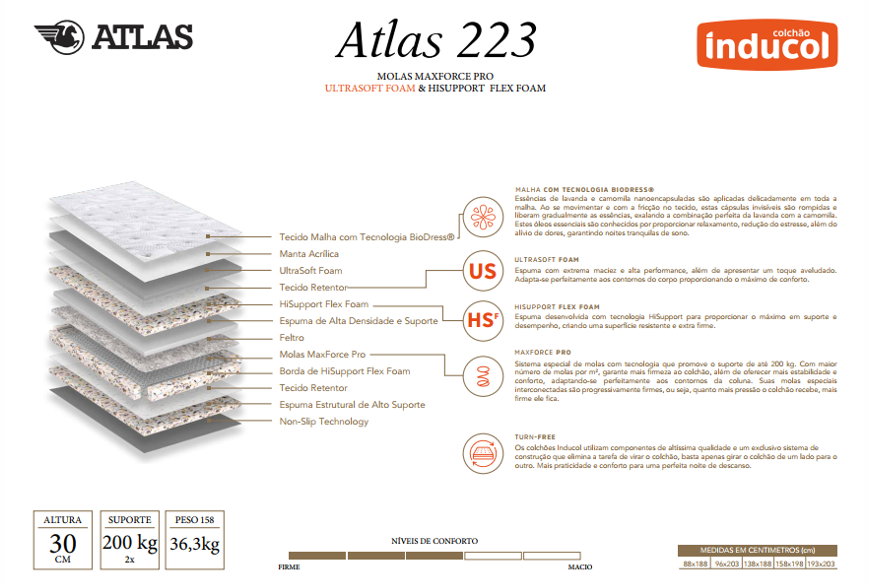 ATLAS
Atlas 223
MOLAS MAXFORCE PRO
ULTRASOFT FOAM & HISUPPORT FLEX FOAM
colchão
inducol
Tecido Malha com Tecnologia BioDress®
Manta Acrílica
UltraSoft Foam
Tecido Retentor
HiSupport Flex Foam
Espuma de Alta Densidade e Suporte
Feltro
Molas MaxForce Pro
Borda de HiSupport Flex Foam
Tecido Retentor
Espuma Estrutural de Alto Suporte
Non-Slip Technology
MALHA COM TECNOLOGIA BIODRESS®
Essências de lavanda e camomila nanoencapsuladas são aplicadas delicadamente em toda a
malha. Ao se movimentar e com a fricção no tecido, estas cápsulas invisíveis são rompidas e
liberam gradualmente as essências, exalando a combinação perfeita da lavanda com a camomila.
Estes óleos essenciais são conhecidos por proporcionar relaxamento, redução do estresse, além do
alívio de dores, garantindo noites tranquilas de sono.
US
ULTRASOFT FOAM
Espuma com extrema maciez e alta performance, além de apresentar um toque aveludado.
Adapta-se perfeitamente aos contornos do corpo proporcionando o máximo de conforto.
HSF
HISUPPORT FLEX FOAM
Espuma desenvolvida com tecnologia HiSupport para proporcionar o máximo em suporte e
desempenho, criando uma superfície resistente e extra firme.
MAXFORCE PRO
Sistema especial de molas com tecnologia que promove o suporte de até 200 kg. Com maior
número de molas por m², garante mais firmeza ao colchão, além de oferecer mais estabilidade e
conforto, adaptando-se perfeitamente aos contornos da coluna. Suas molas especiais
interconectadas são progressivamente firmes, ou seja, quanto mais pressão o colchão recebe, mais
firme ele fica.
TURN-FREE
Os colchões Inducol utilizam componentes de altíssima qualidade e um exclusivo sistema de
construção que elimina a tarefa de virar o colchão, basta apenas girar o colchão de um lado para o
outro. Mais praticidade e conforto para uma perfeita noite de descanso.
ALTURA
30
CM
SUPORTE
200 kg
2x
PESO 158
36,3kg
NÍVEIS DE CONFORTO
FIRME MACIO
MEDIDAS EM CENTIMETROS (cm)
88x188 96x203 138x188 158x198 193x203